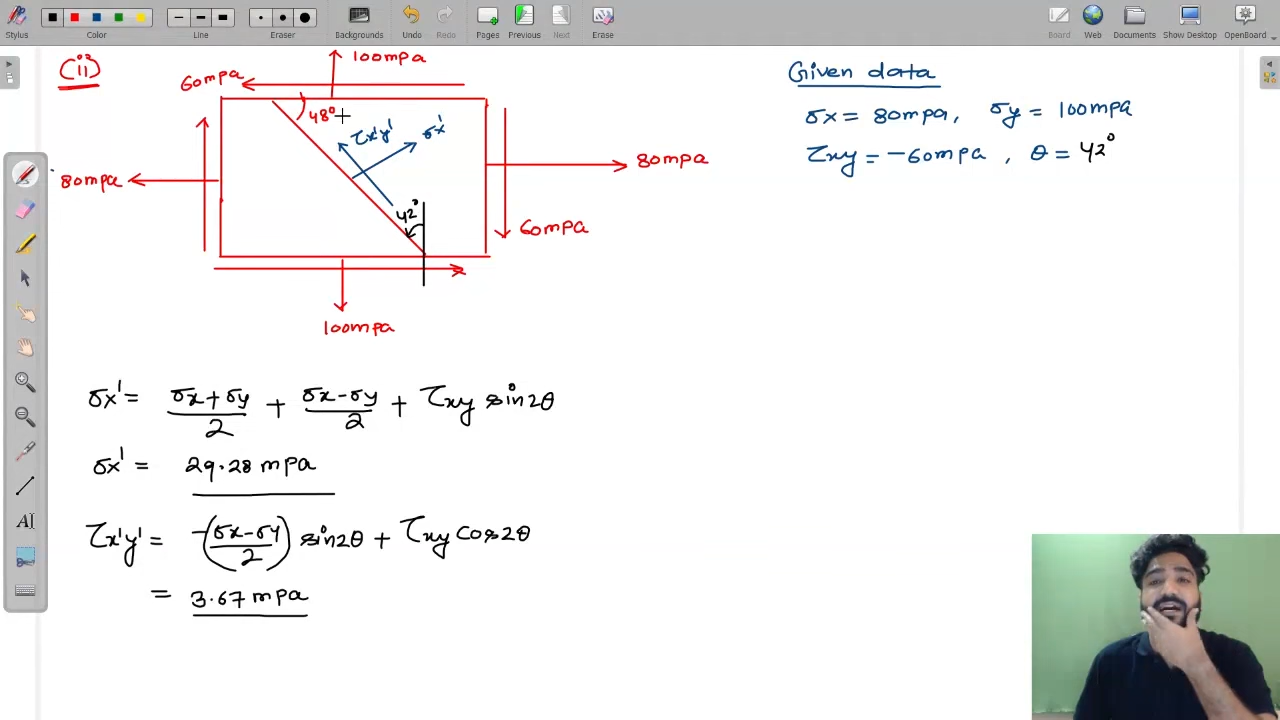 Stylus
Color
Line
Eraser
Backgrounds
Undo
Redo
Pages
Previous
Next
Erase
Board
Web
Documents
Show Desktop
OpenBoard
(ii)
100mpa
60mpa
48°
τx'y'
σx'
80mpa
80mpa
42°
60mpa
100mpa
Given data
σx = 80mpa, σy = 100mpa
τxy = -60mpa, θ = 42°
σx' = σx+σy/2 + σx-σy/2 + τxy sin2θ
σx' = 29.28 mpa
τx'y' = -(σx-σy/2) sin2θ + τxy cos2θ
= 3.67 mpa